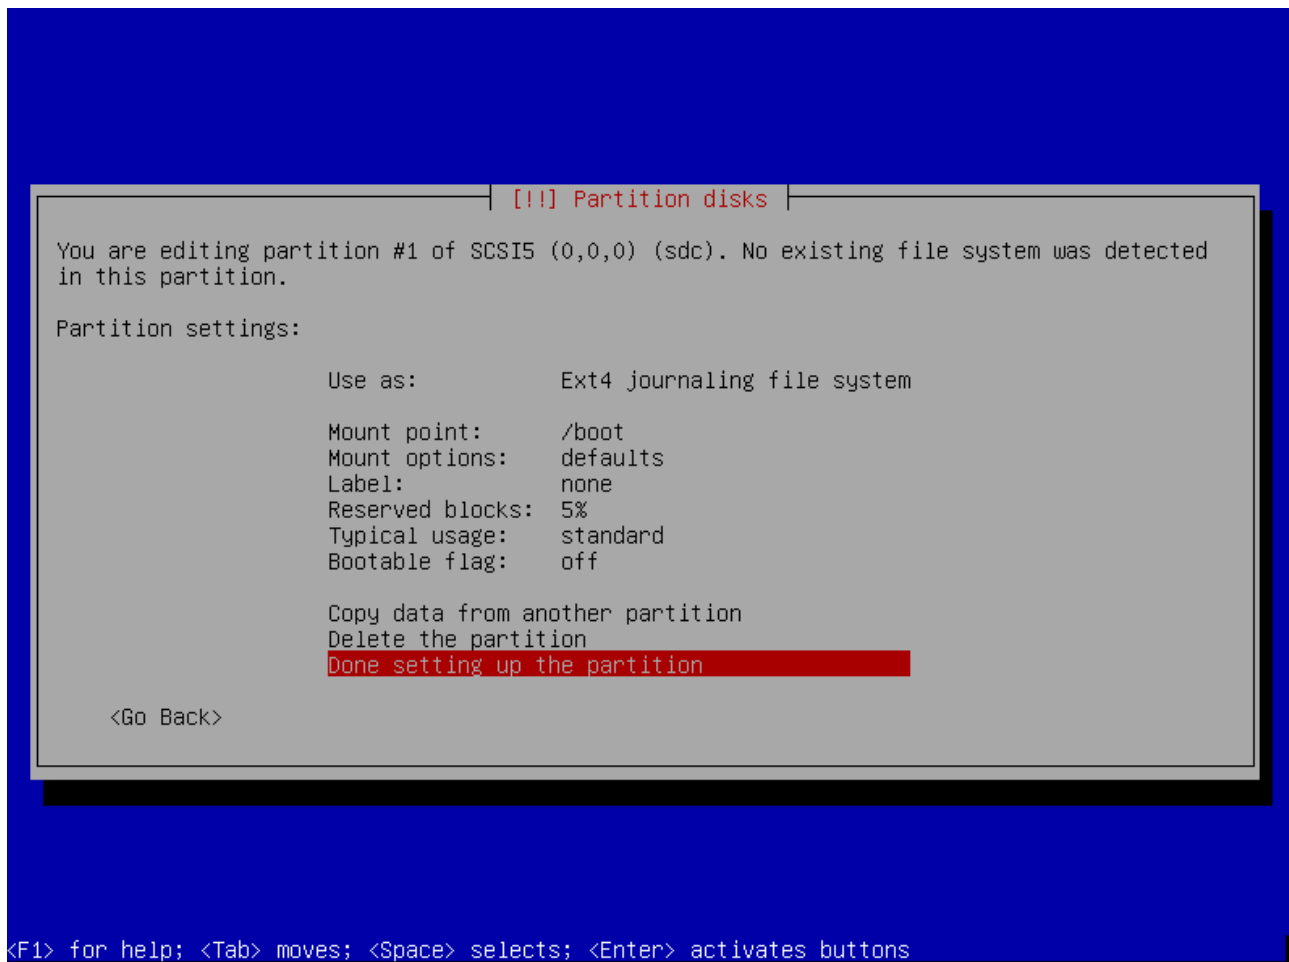 [!!] Partition disks
You are editing partition #1 of SCSI5 (0,0,0) (sdc). No existing file system was detected
in this partition.
Partition settings:
Use as: Ext4 journaling file system
Mount point: /boot
Mount options: defaults
Label: none
Reserved blocks: 5%
Typical usage: standard
Bootable flag: off
Copy data from another partition
Delete the partition
Done setting up the partition
<Go Back>
<F1> for help; <Tab> moves; <Space> selects; <Enter> activates buttons